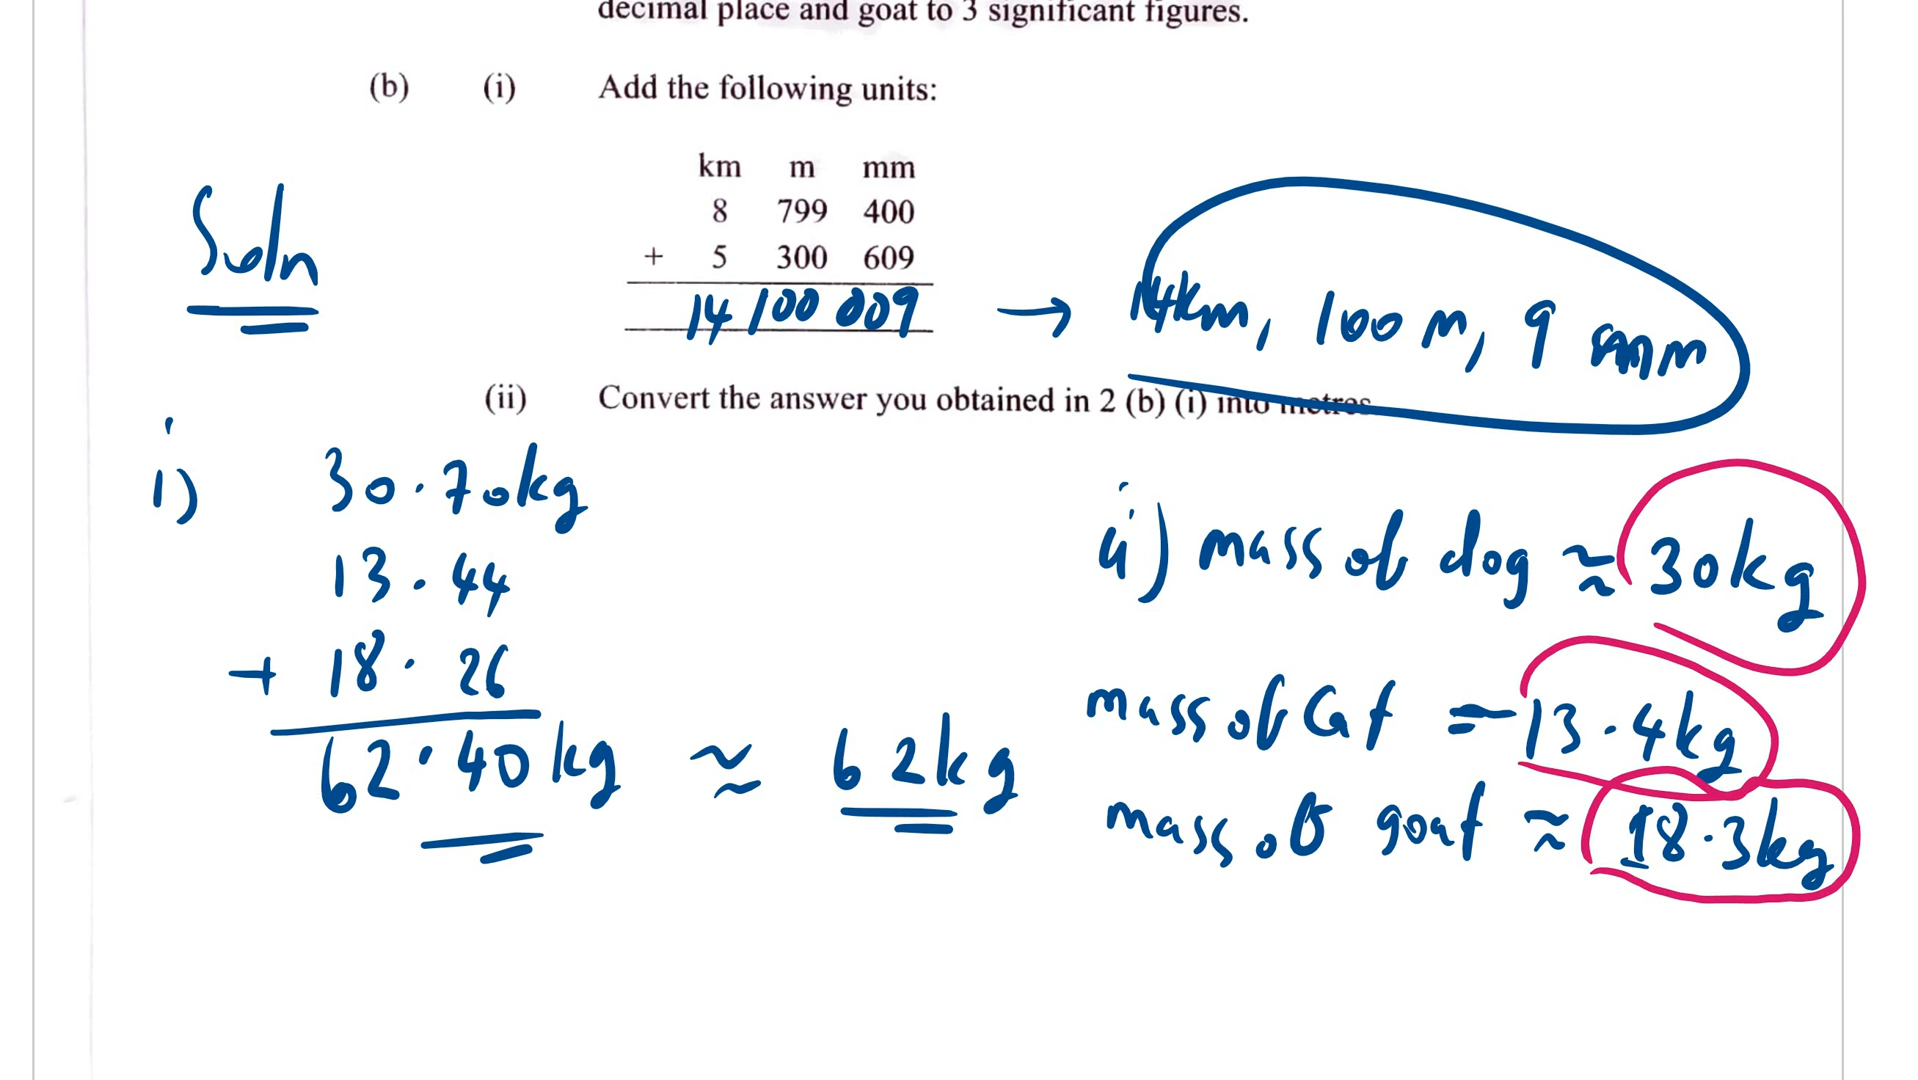 decimal place and goat to 3 significant figures.
(b) (i) Add the following units:
km m mm
8 799 400
+ 5 300 609
14 100 009 → 14km, 100 m, 9 mm
Soln
(ii) Convert the answer you obtained in 2 (b) (i) into metres
i) 30.70kg
13.44
+ 18.26
62.40kg ≈ 62kg
ii) mass of dog ≈ 30kg
mass of Cat = 13.4kg
mass of goat ≈ 18.3kg